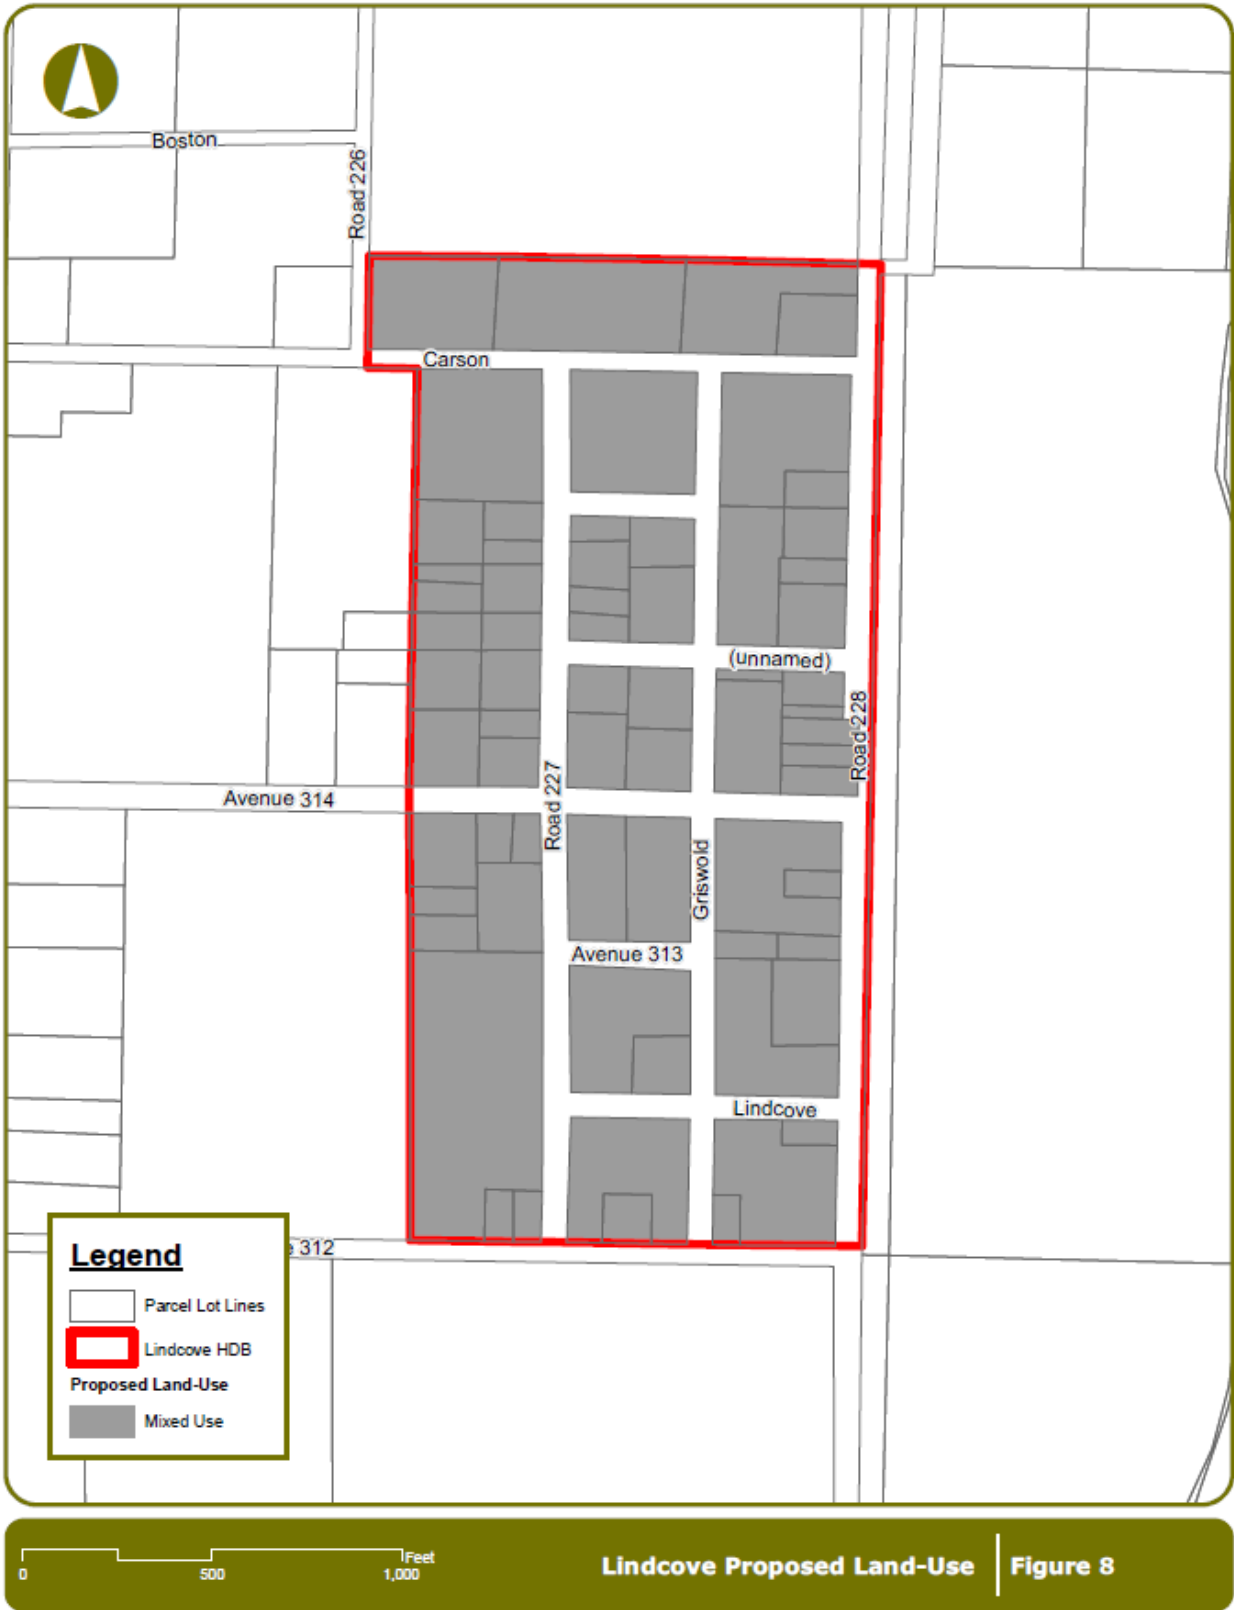 Boston
Road 226
Carson
(unnamed)
Road 228
Avenue 314
Road 227
Griswold
Avenue 313
Lindcove
312
Legend
Parcel Lot Lines
Lindcove HDB
Proposed Land-Use
Mixed Use
Feet
0 500 1,000
Lindcove Proposed Land-Use Figure 8